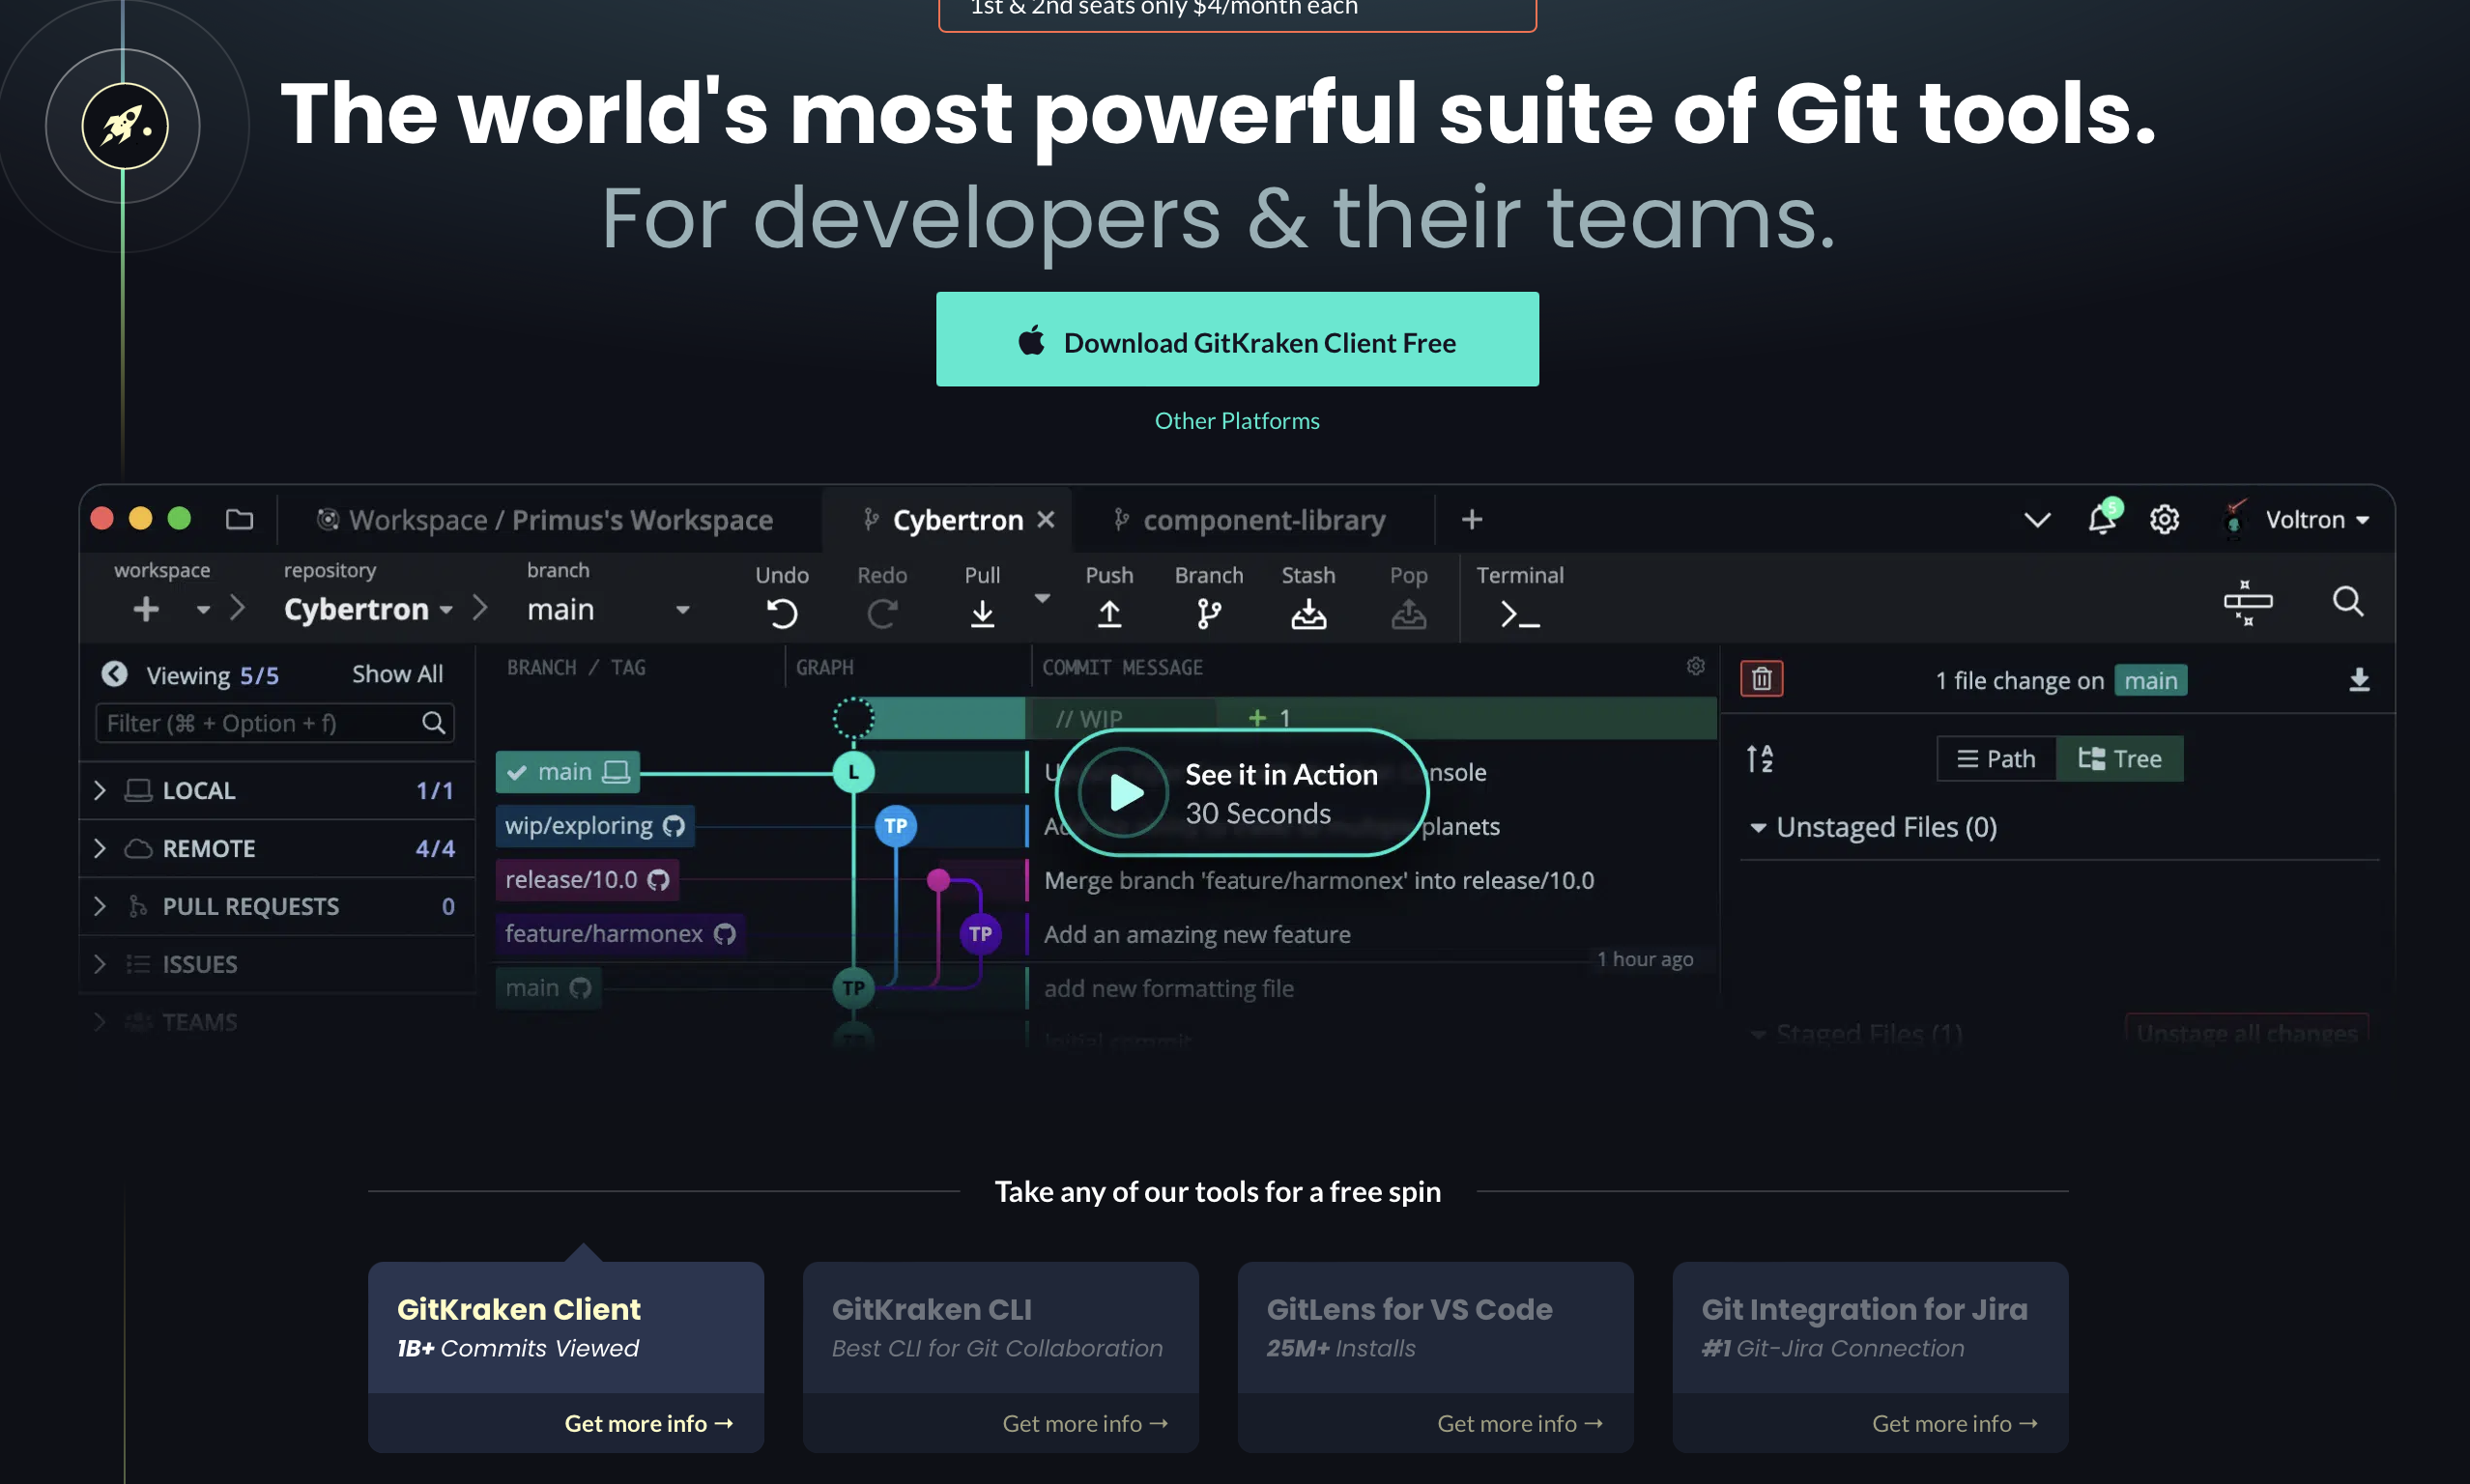 1st & 2nd seats only $4/month each
The world's most powerful suite of Git tools.
For developers & their teams.
Download GitKraken Client Free
Other Platforms
Workspace / Primus's Workspace
Cybertron
component-library
5
Voltron
workspace
repository
branch
Cybertron
main
Undo
Redo
Pull
Push
Branch
Stash
Pop
Terminal
Viewing 5/5
Show All
Filter (⌘ + Option + f)
LOCAL 1/1
REMOTE 4/4
PULL REQUESTS 0
ISSUES
TEAMS
BRANCH / TAG
GRAPH
COMMIT MESSAGE
// WIP
+ 1
main
L
nsole
wip/exploring
TP
planets
See it in Action
30 Seconds
release/10.0
Merge branch 'feature/harmonex' into release/10.0
feature/harmonex
TP
Add an amazing new feature
1 hour ago
main
TP
add new formatting file
Initial commit
1 file change on main
A
Z
Path
Tree
Unstaged Files (0)
Staged Files (1)
Unstage all changes
Take any of our tools for a free spin
GitKraken Client
1B+ Commits Viewed
Get more info →
GitKraken CLI
Best CLI for Git Collaboration
Get more info →
GitLens for VS Code
25M+ Installs
Get more info →
Git Integration for Jira
#1 Git-Jira Connection
Get more info →